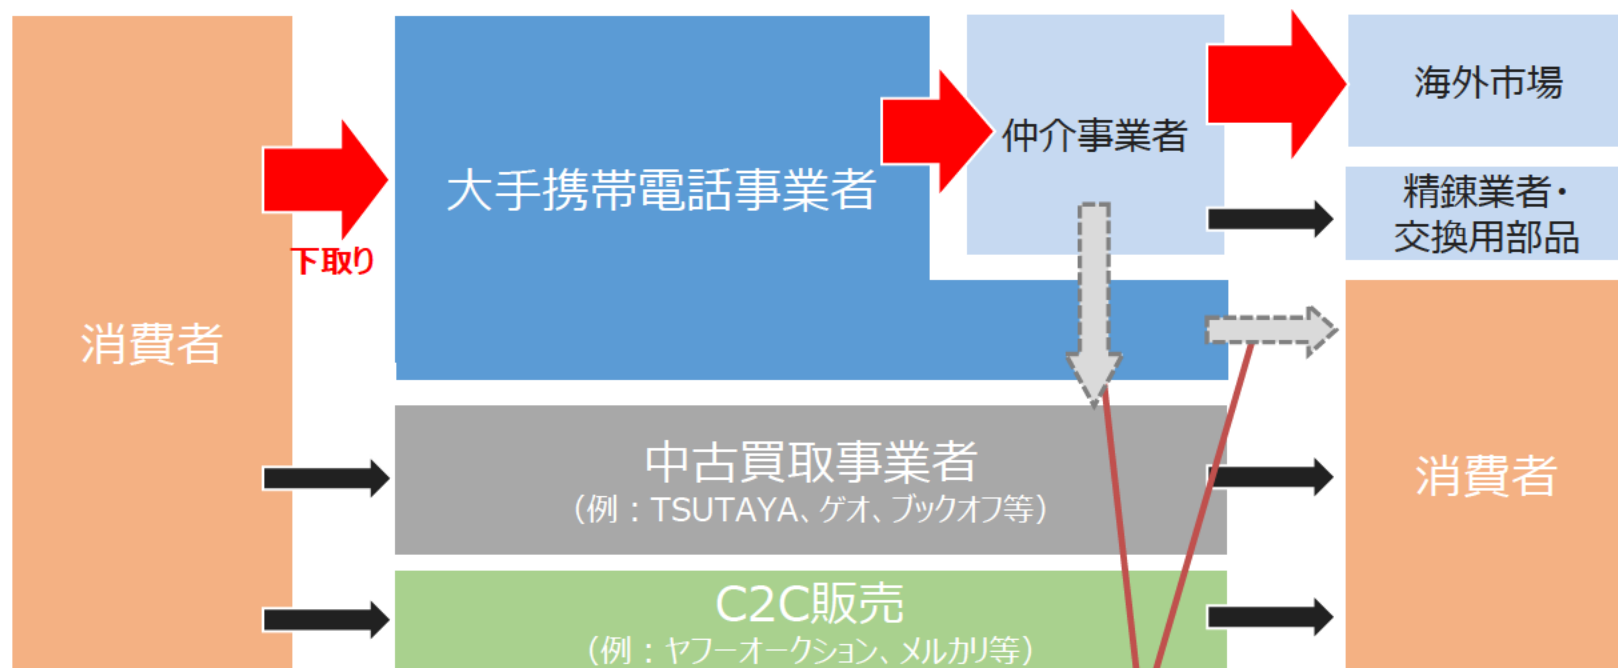 消費者
下取り
大手携帯電話事業者
仲介事業者
海外市場
精錬業者・
交換用部品
中古買取事業者
（例：TSUTAYA、ゲオ、ブックオフ等）
C2C販売
（例：ヤフーオークション、メルカリ等）
消費者